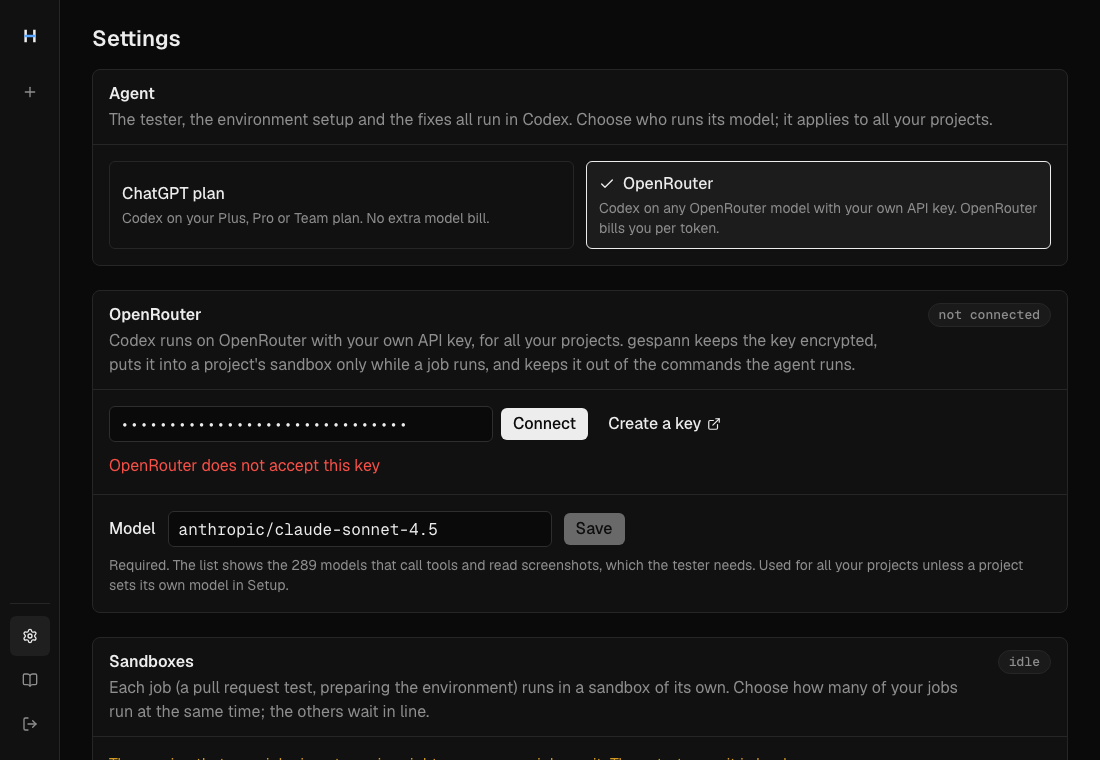 Settings
Agent
The tester, the environment setup and the fixes all run in Codex. Choose who runs its model; it applies to all your projects.
ChatGPT plan
Codex on your Plus, Pro or Team plan. No extra model bill.
OpenRouter
Codex on any OpenRouter model with your own API key. OpenRouter
bills you per token.
OpenRouter
not connected
Codex runs on OpenRouter with your own API key, for all your projects. gespann keeps the key encrypted,
puts it into a project's sandbox only while a job runs, and keeps it out of the commands the agent runs.
Connect
Create a key
OpenRouter does not accept this key
Model
anthropic/claude-sonnet-4.5
Save
Required. The list shows the 289 models that call tools and read screenshots, which the tester needs. Used for all your projects unless a project
sets its own model in Setup.
Sandboxes
idle
Each job (a pull request test, preparing the environment) runs in a sandbox of its own. Choose how many of your jobs
run at the same time; the others wait in line.